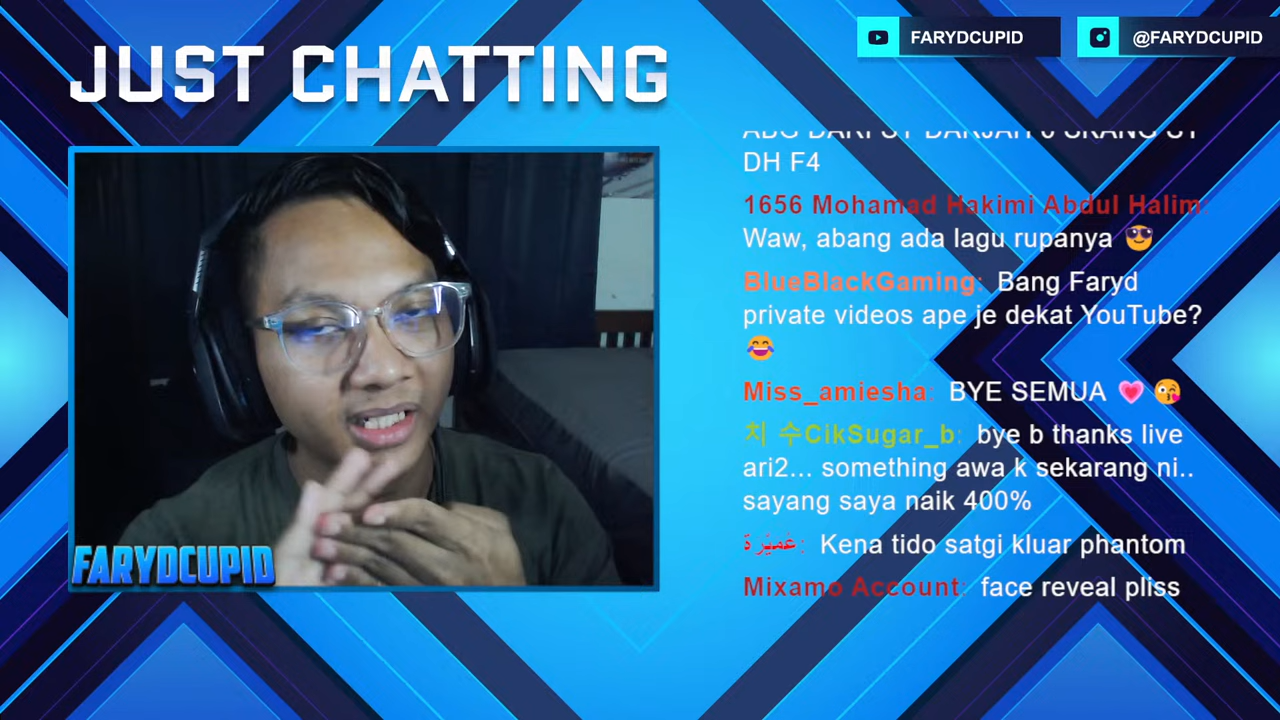 FARYDCUPID
@FARYDCUPID
JUST CHATTING
DH F4
1656 Mohamad Hakimi Abdul Halim:
Waw, abang ada lagu rupanya 😎
BlueBlackGaming: Bang Faryd
private videos ape je dekat YouTube?
😂
Miss_amiesha: BYE SEMUA 💗 😘
치 수CikSugar_b: bye b thanks live
ari2... something awa k sekarang ni..
sayang saya naik 400%
Kena tido satgi kluar phantom
Mixamo Account: face reveal pliss
FARYDCUPID